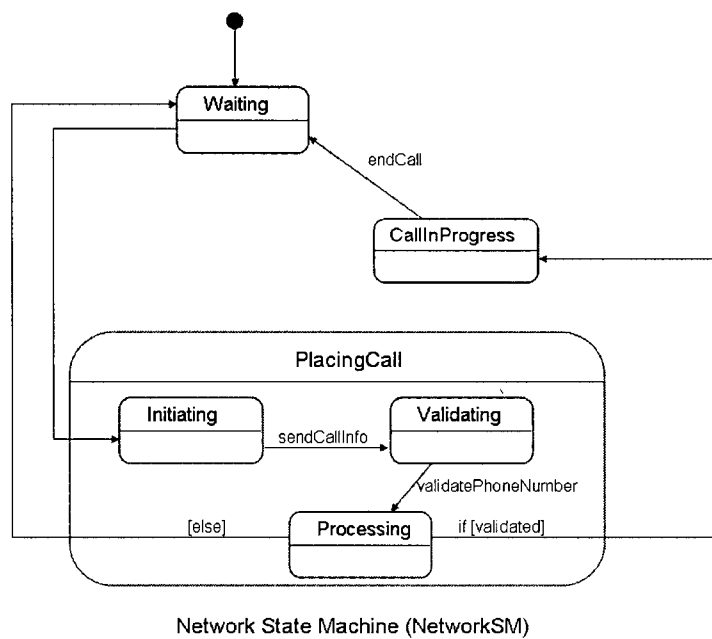 Waiting
endCall
CallInProgress
PlacingCall
Initiating
Validating
sendCallInfo
validatePhoneNumber
[else]
Processing
if [validated]
Network State Machine (NetworkSM)